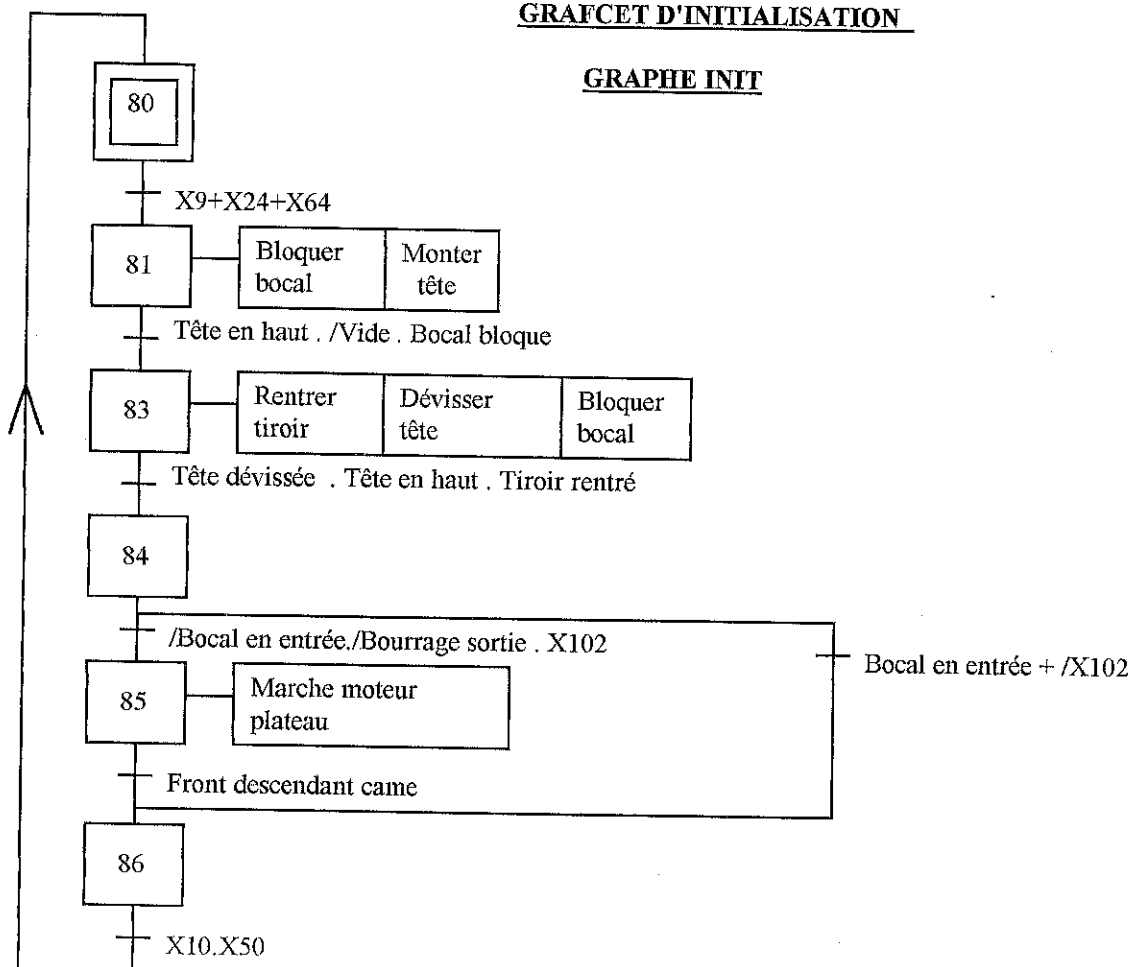 GRAFCET D'INITIALISATION
GRAPHE INIT
80
X9+X24+X64
81
Bloquer
bocal
Monter
tête
Tête en haut . /Vide . Bocal bloque
83
Rentrer
tiroir
Dévisser
tête
Bloquer
bocal
Tête dévissée . Tête en haut . Tiroir rentré
84
/Bocal en entrée./Bourrage sortie . X102
Bocal en entrée + /X102
85
Marche moteur
plateau
Front descendant came
86
X10.X50